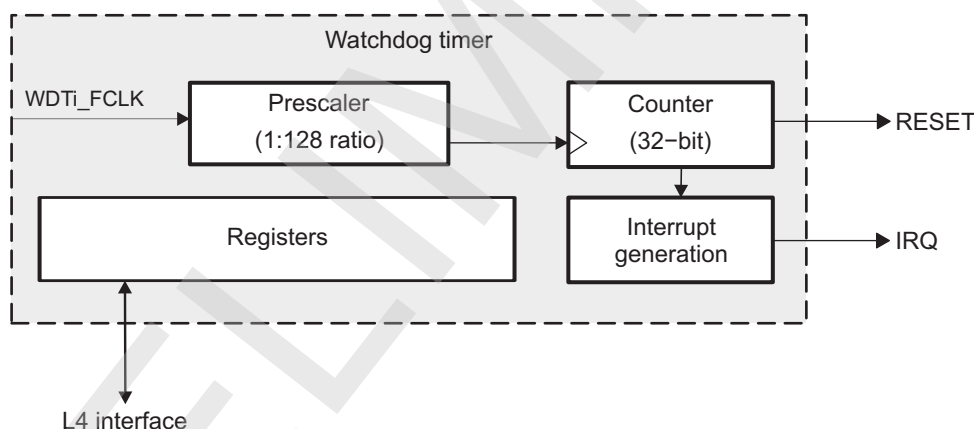 Watchdog timer
WDTi_FCLK
Prescaler
(1:128 ratio)
Counter
(32−bit)
RESET
Registers
Interrupt
generation
IRQ
L4 interface